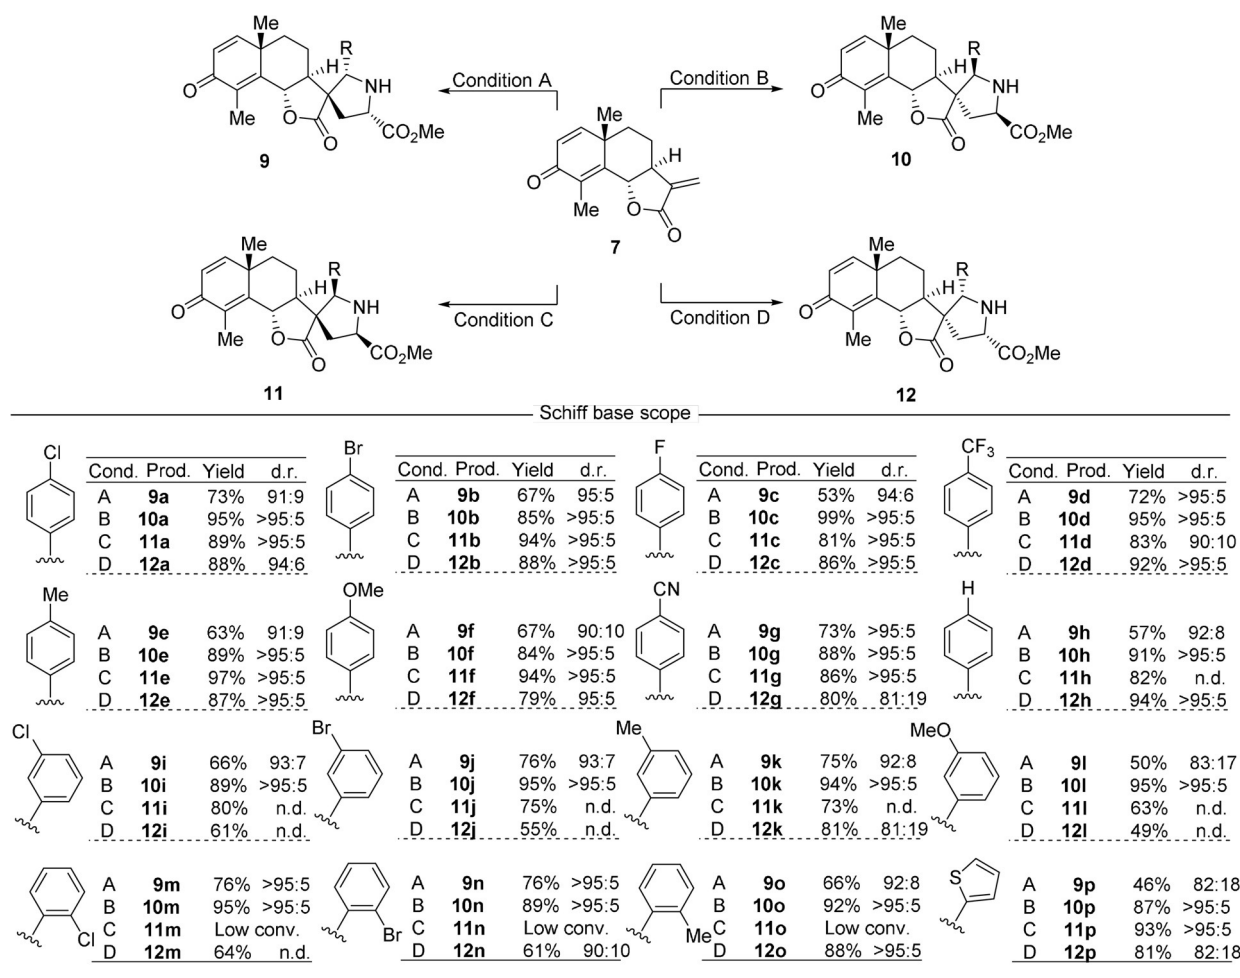 Me
R
H
NH
O
Me
O
O
CO₂Me
9
Condition A
Condition B
Me
R
H
NH
O
Me
O
O
CO₂Me
10
Me
H
O
Me
O
O
7
Me
R
H
NH
O
Me
O
O
CO₂Me
11
Condition C
Condition D
Me
R
H
NH
O
Me
O
O
CO₂Me
12
Schiff base scope
Cl
Cond. Prod. Yield d.r.
A 9a 73% 91:9
B 10a 95% >95:5
C 11a 89% >95:5
D 12a 88% 94:6
Br
Cond. Prod. Yield d.r.
A 9b 67% 95:5
B 10b 85% >95:5
C 11b 94% >95:5
D 12b 88% >95:5
F
Cond. Prod. Yield d.r.
A 9c 53% 94:6
B 10c 99% >95:5
C 11c 81% >95:5
D 12c 86% >95:5
CF₃
Cond. Prod. Yield d.r.
A 9d 72% >95:5
B 10d 95% >95:5
C 11d 83% 90:10
D 12d 92% >95:5
Me
A 9e 63% 91:9
B 10e 89% >95:5
C 11e 97% >95:5
D 12e 87% >95:5
OMe
A 9f 67% 90:10
B 10f 84% >95:5
C 11f 94% >95:5
D 12f 79% 95:5
CN
A 9g 73% >95:5
B 10g 88% >95:5
C 11g 86% >95:5
D 12g 80% 81:19
H
A 9h 57% 92:8
B 10h 91% >95:5
C 11h 82% n.d.
D 12h 94% >95:5
Cl
A 9i 66% 93:7
B 10i 89% >95:5
C 11i 80% n.d.
D 12i 61% n.d.
Br
A 9j 76% 93:7
B 10j 95% >95:5
C 11j 75% n.d.
D 12j 55% n.d.
Me
A 9k 75% 92:8
B 10k 94% >95:5
C 11k 73% n.d.
D 12k 81% 81:19
MeO
A 9l 50% 83:17
B 10l 95% >95:5
C 11l 63% n.d.
D 12l 49% n.d.
Cl
A 9m 76% >95:5
B 10m 95% >95:5
C 11m Low conv.
D 12m 64% n.d.
Br
A 9n 76% >95:5
B 10n 89% >95:5
C 11n Low conv.
D 12n 61% 90:10
Me
A 9o 66% 92:8
B 10o 92% >95:5
C 11o Low conv.
D 12o 88% >95:5
S
A 9p 46% 82:18
B 10p 87% >95:5
C 11p 93% >95:5
D 12p 81% 82:18